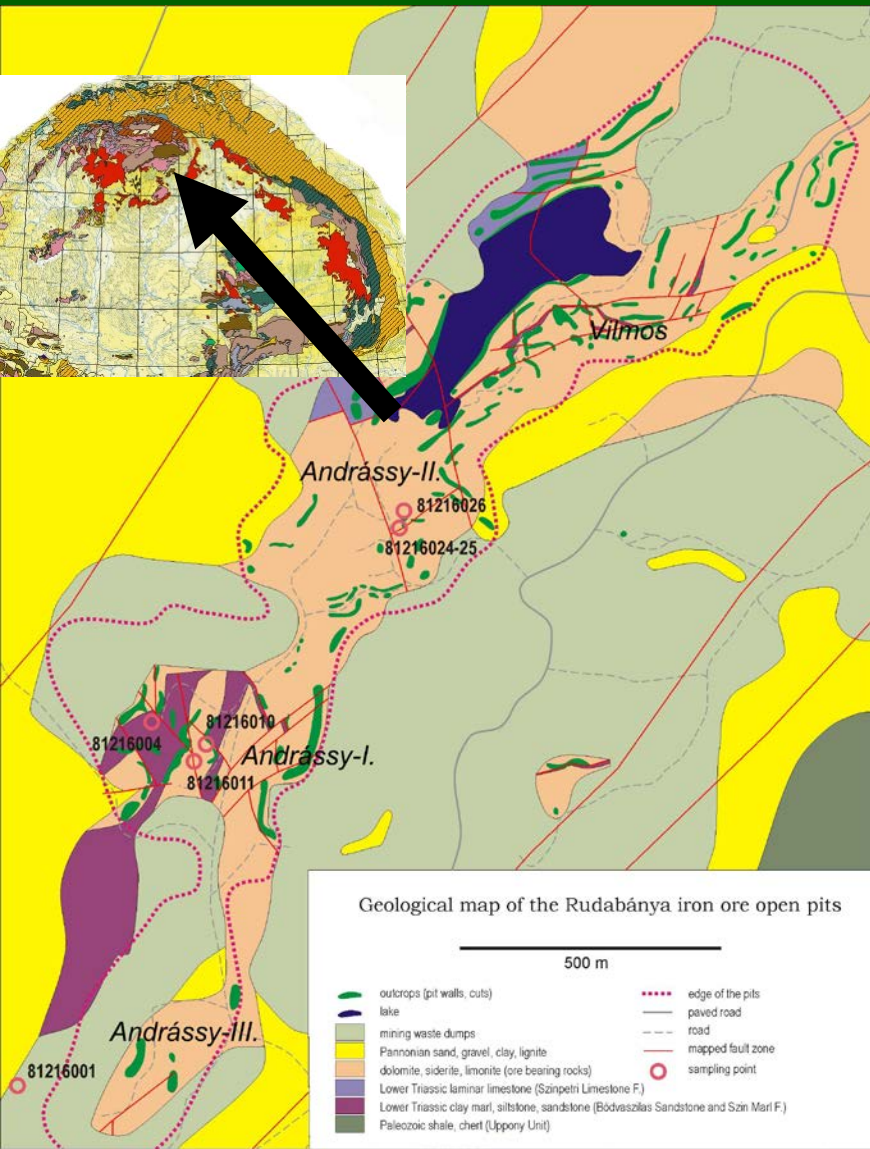 Vilmos
Andrássy-II.
81216026
81216024-25
81216010
81216004
Andrássy-I.
81216011
Andrássy-III.
81216001
Geological map of the Rudabánya iron ore open pits
500 m
outcrops (pit walls, cuts)
lake
mining waste dumps
Pannonian sand, gravel, clay, lignite
dolomite, siderite, limonite (ore bearing rocks)
Lower Triassic laminar limestone (Szinpetri Limestone F.)
Lower Triassic clay marl, siltstone, sandstone (Bódvaszilas Sandstone and Szin Marl F.)
Paleozoic shale, chert (Uppony Unit)
edge of the pits
paved road
road
mapped fault zone
sampling point